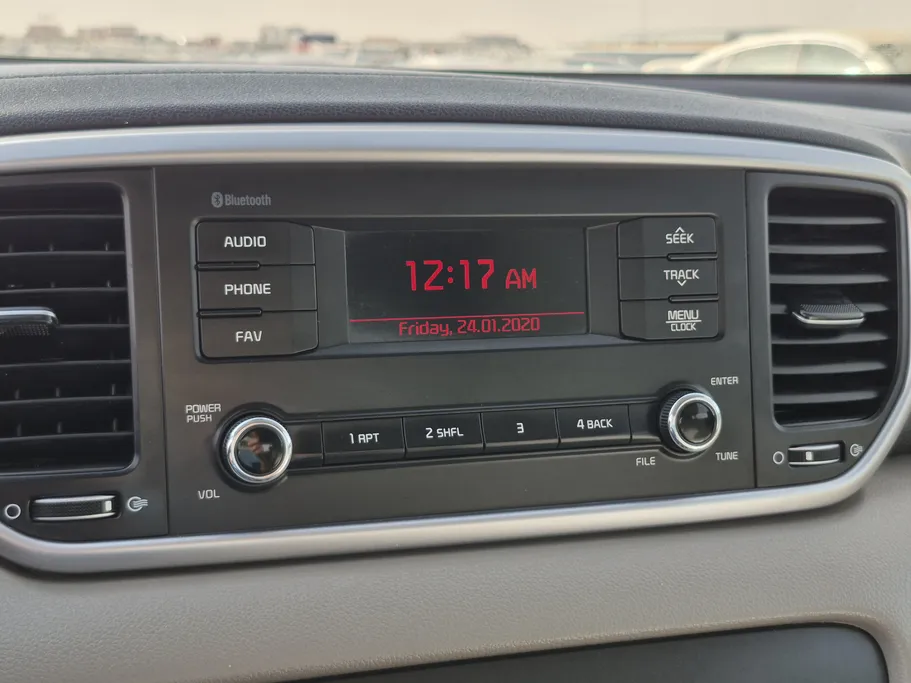 Bluetooth
AUDIO
PHONE
FAV
12:17 AM
Friday, 24.01.2020
SEEK
TRACK
MENU
CLOCK
POWER
PUSH
VOL
1 RPT
2 SHFL
3
4 BACK
ENTER
FILE
TUNE